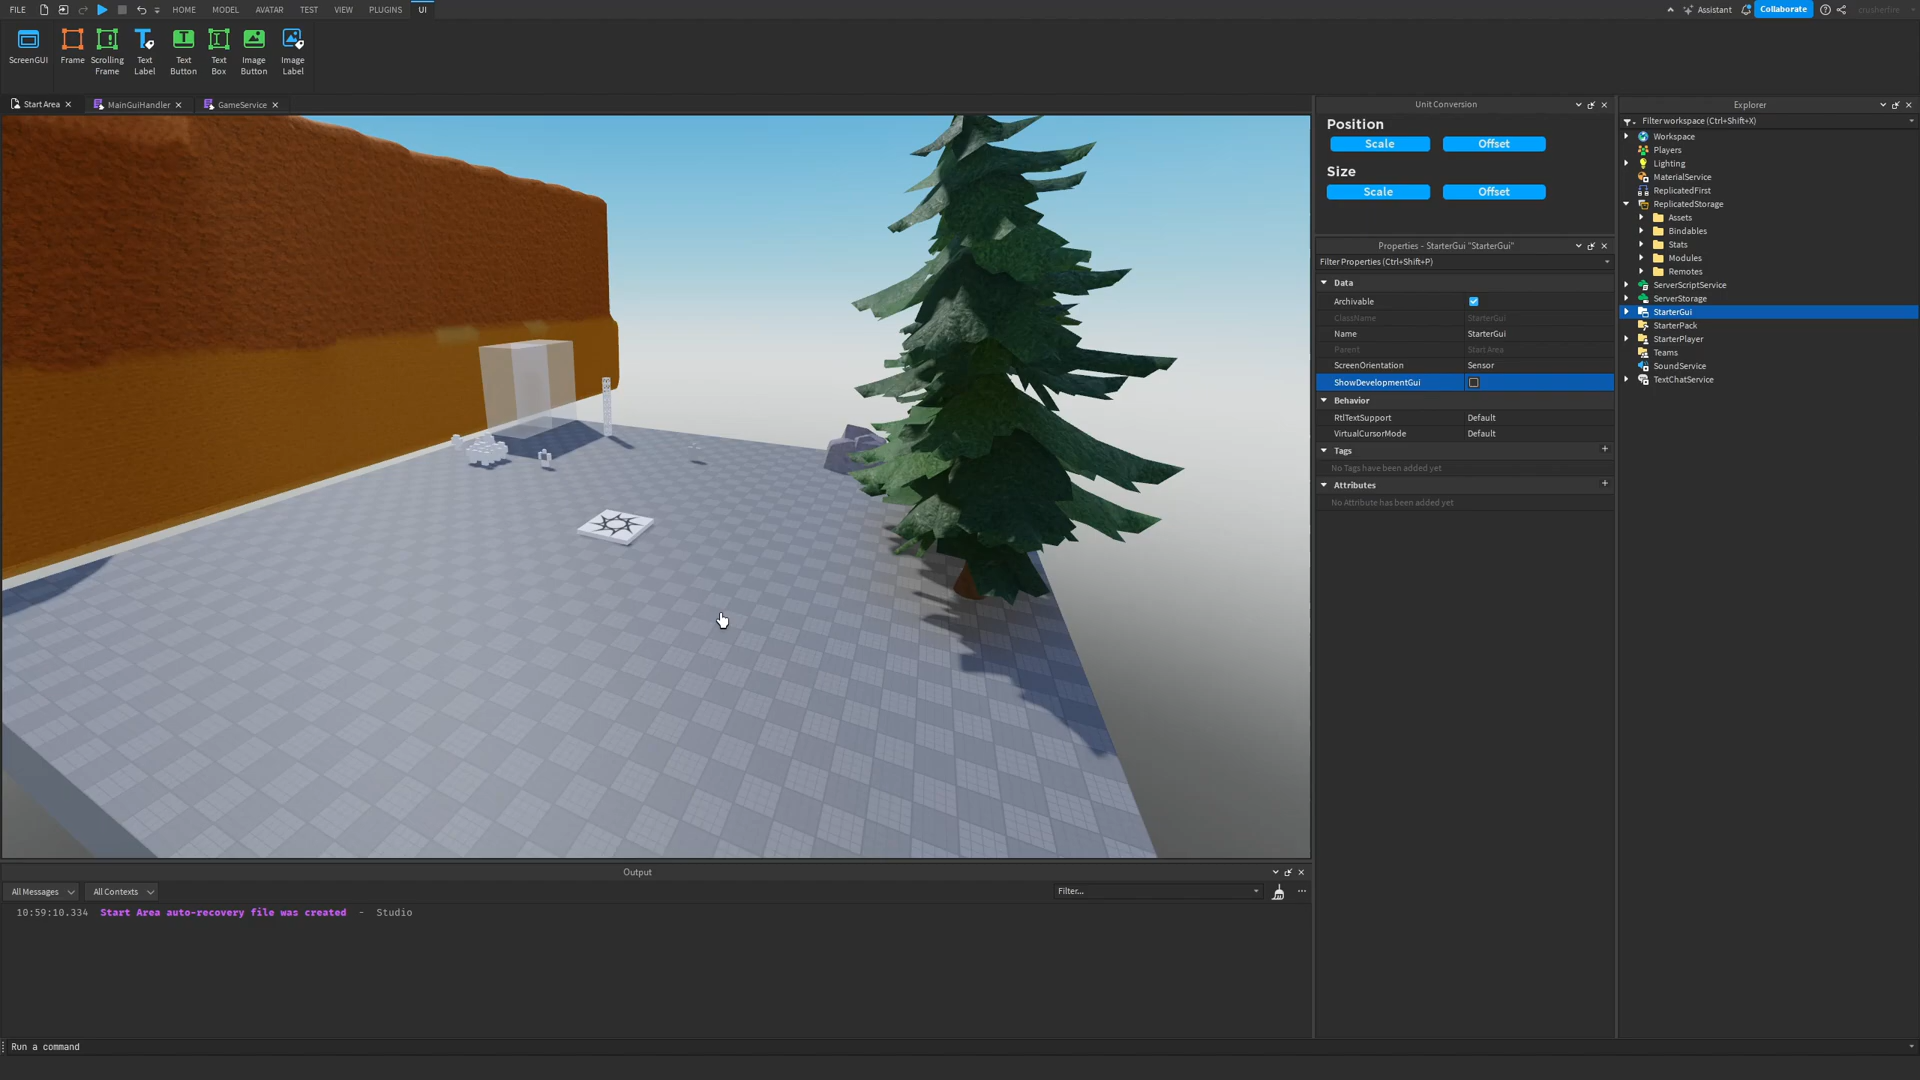 FILE HOME MODEL AVATAR TEST VIEW PLUGINS UI Assistant Collaborate crusherfire
ScreenGUI Frame Scrolling Frame Text Label Text Button Text Box Image Button Image Label
Start Area MainGuiHandler GameService
Unit Conversion
Position
Scale Offset
Size
Scale Offset
Properties - StarterGui "StarterGui"
Filter Properties (Ctrl+Shift+P)
Data
Archivable
ClassName StarterGui
Name StarterGui
Parent Start Area
ScreenOrientation Sensor
ShowDevelopmentGui
Behavior
RtlTextSupport Default
VirtualCursorMode Default
Tags
No Tags have been added yet
Attributes
No Attribute has been added yet
Explorer
Filter workspace (Ctrl+Shift+X)
Workspace
Players
Lighting
MaterialService
ReplicatedFirst
ReplicatedStorage
Assets
Bindables
Stats
Modules
Remotes
ServerScriptService
ServerStorage
StarterGui
StarterPack
StarterPlayer
Teams
SoundService
TextChatService
Output
All Messages All Contexts Filter...
10:59:10.334 Start Area auto-recovery file was created - Studio
Run a command